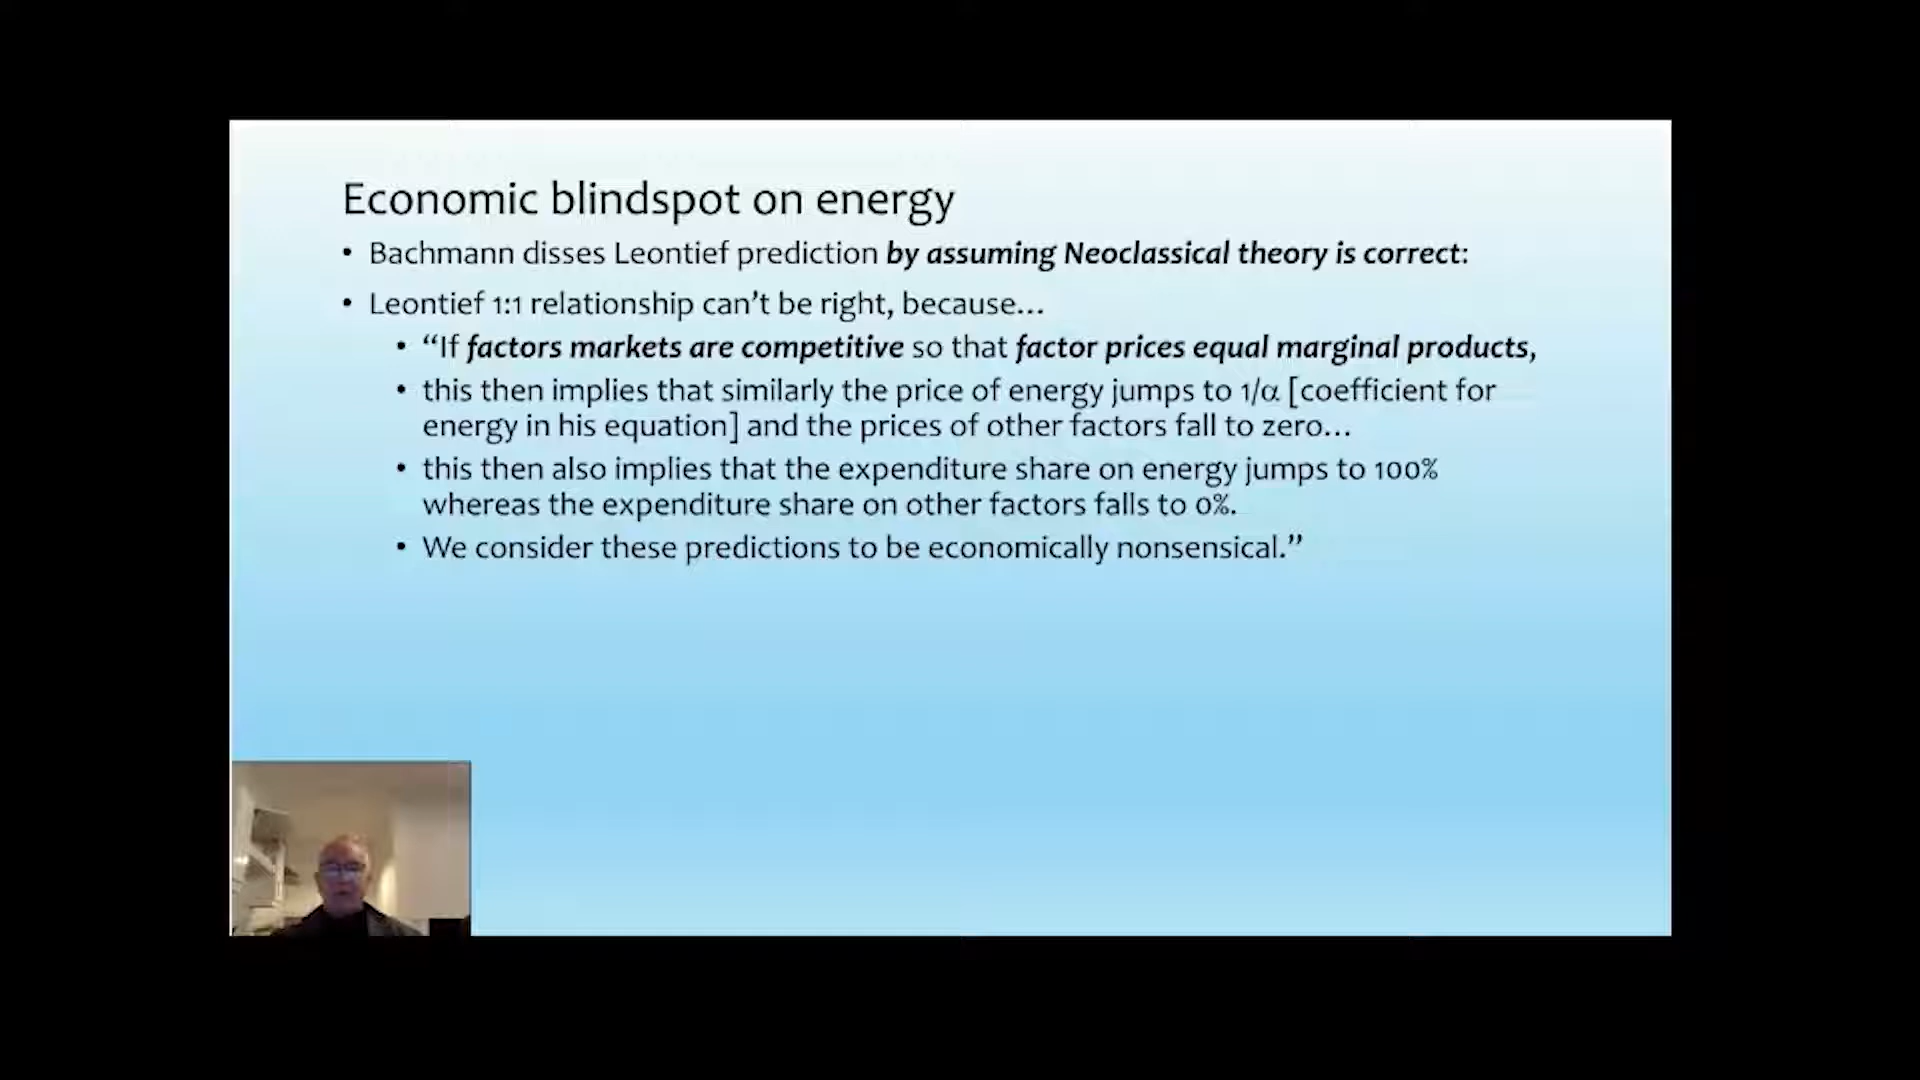 Economic blindspot on energy
• Bachmann disses Leontief prediction by assuming Neoclassical theory is correct:
• Leontief 1:1 relationship can’t be right, because…
• “If factors markets are competitive so that factor prices equal marginal products,
• this then implies that similarly the price of energy jumps to 1/α [coefficient for
energy in his equation] and the prices of other factors fall to zero…
• this then also implies that the expenditure share on energy jumps to 100%
whereas the expenditure share on other factors falls to 0%.
• We consider these predictions to be economically nonsensical.”